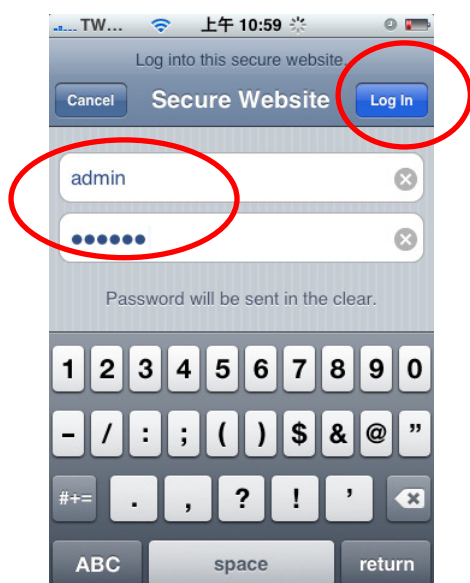 TW... 上午 10:59
Log into this secure website.
Cancel Secure Website Log In
admin
●●●●●●
Password will be sent in the clear.
1 2 3 4 5 6 7 8 9 0
- / : ; ( ) $ & @ ”
#+= . , ? ! ’
ABC space return